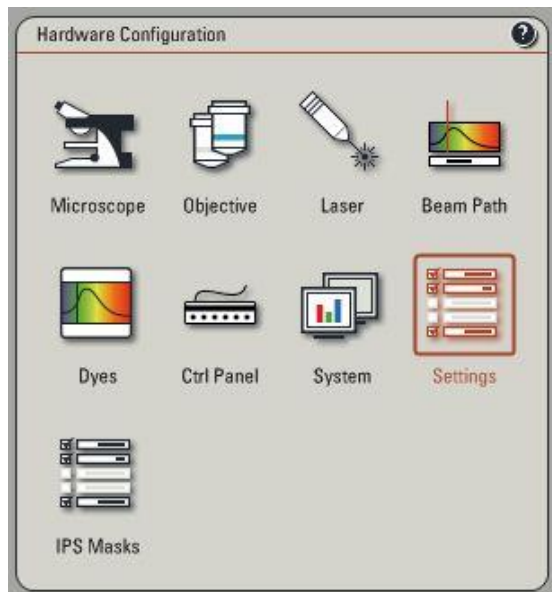 Hardware Configuration ?
Microscope Objective Laser Beam Path
Dyes Ctrl Panel System Settings
IPS Masks